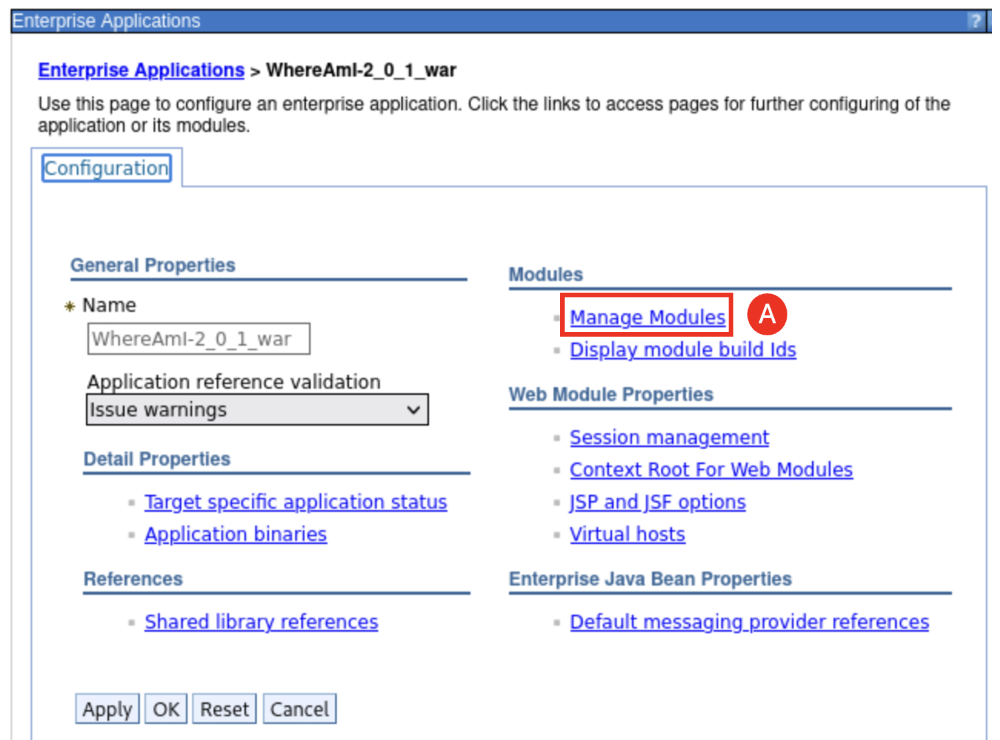 Enterprise Applications
?
Enterprise Applications > WhereAmI-2_0_1_war
Use this page to configure an enterprise application. Click the links to access pages for further configuring of the
application or its modules.
Configuration
General Properties
Name
WhereAmI-2_0_1_war
Application reference validation
Issue warnings
Detail Properties
Target specific application status
Application binaries
References
Shared library references
Modules
Manage Modules
A
Display module build Ids
Web Module Properties
Session management
Context Root For Web Modules
JSP and JSF options
Virtual hosts
Enterprise Java Bean Properties
Default messaging provider references
Apply
OK
Reset
Cancel